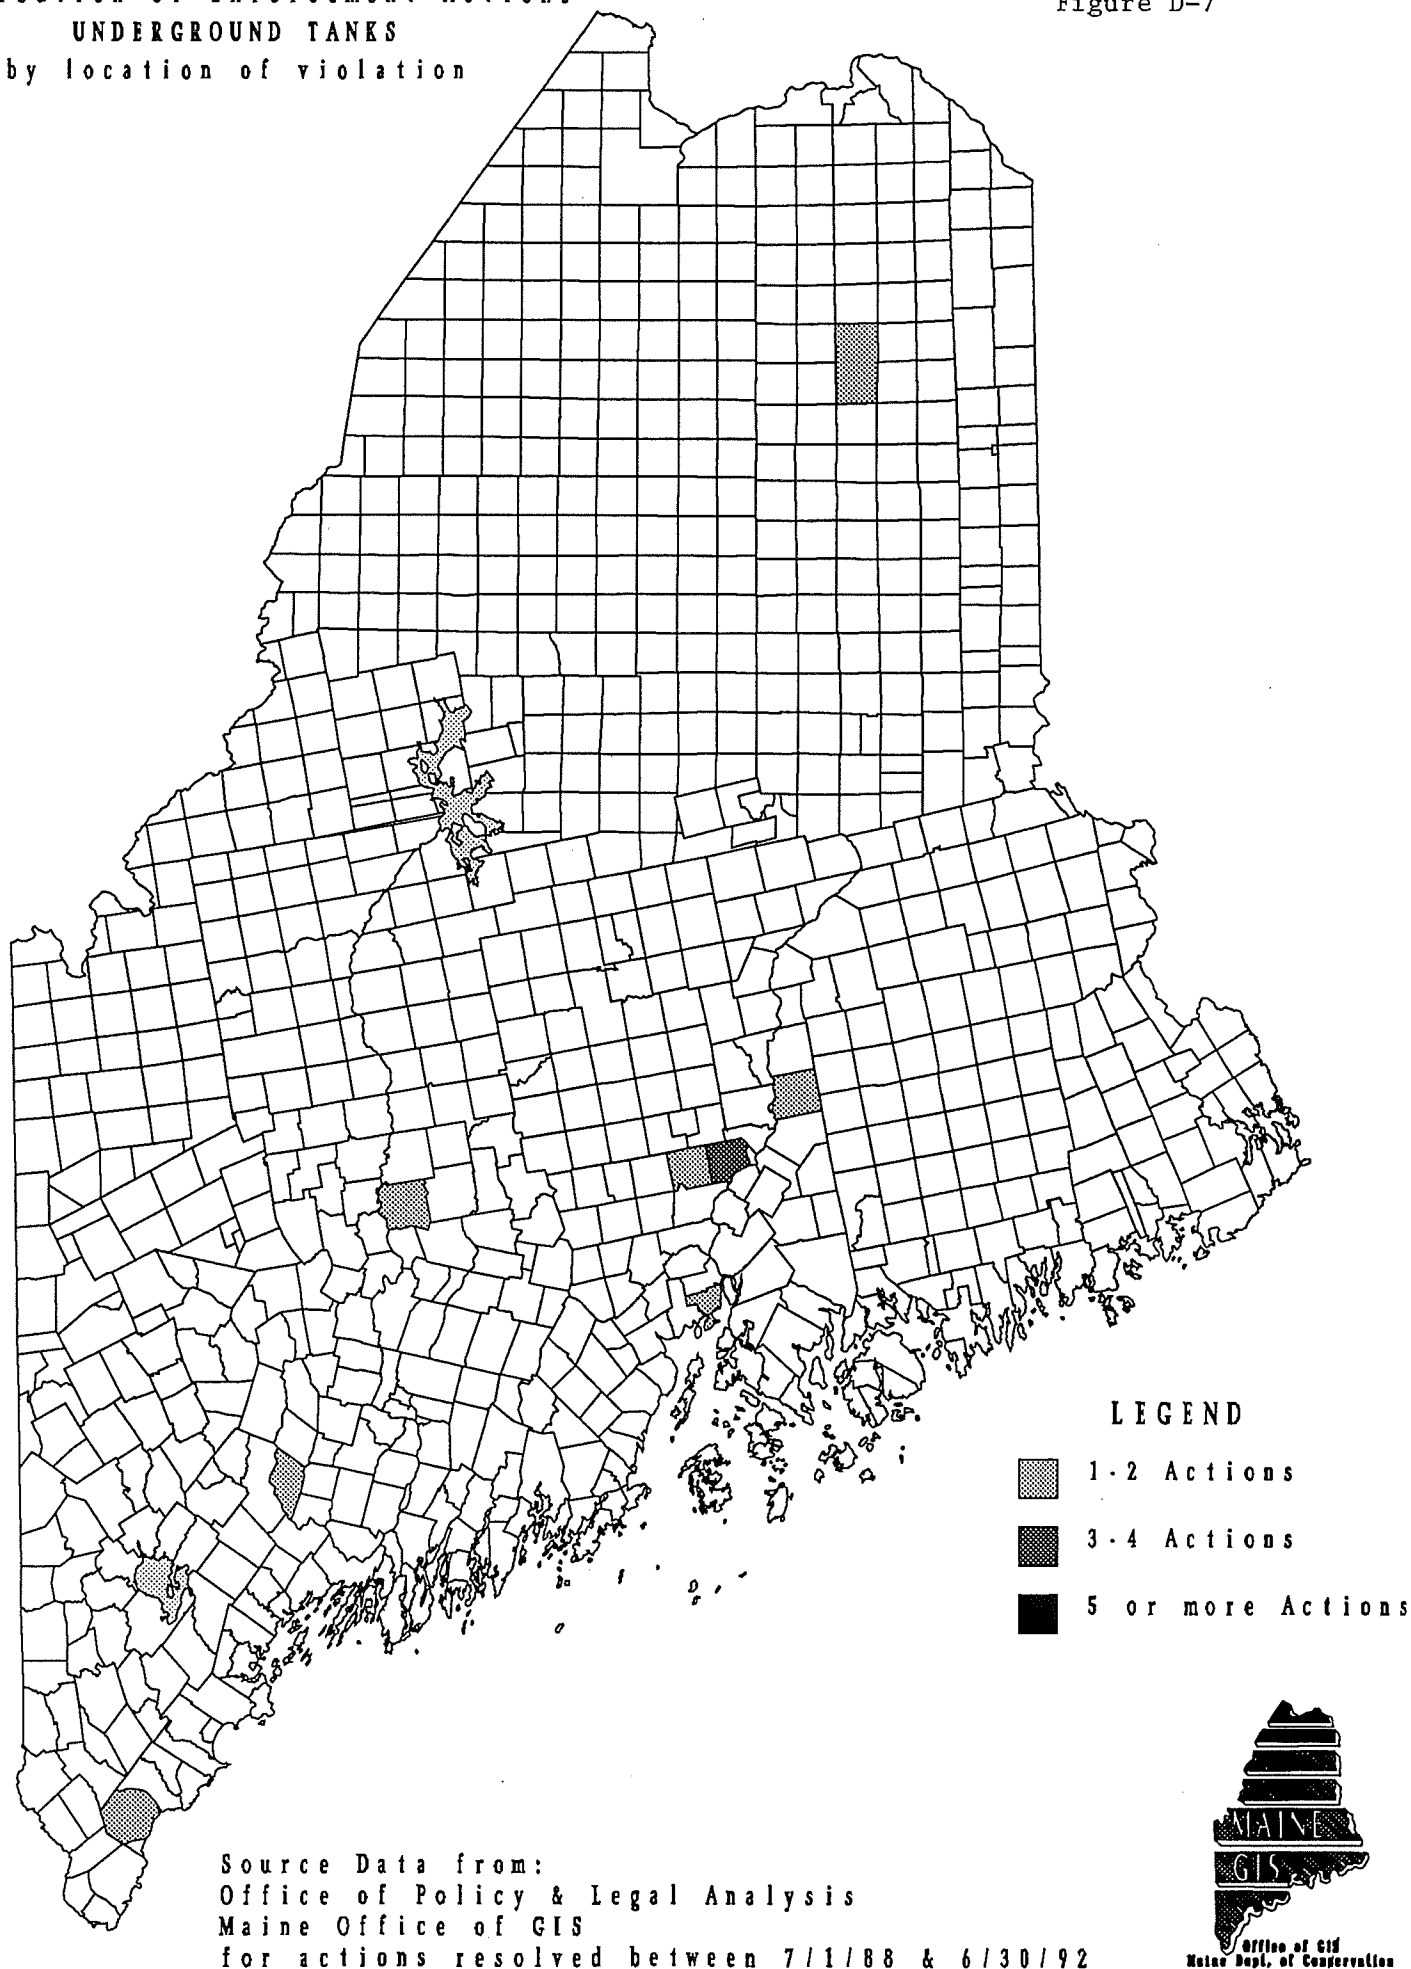 Figure D-7
UNDERGROUND TANKS
by location of violation
LEGEND
1-2 Actions
3-4 Actions
5 or more Actions
MAINE
GIS
Office of GIS
Maine Dept. of Conservation
Source Data from:
Office of Policy & Legal Analysis
Maine Office of GIS
for actions resolved between 7/1/88 & 6/30/92